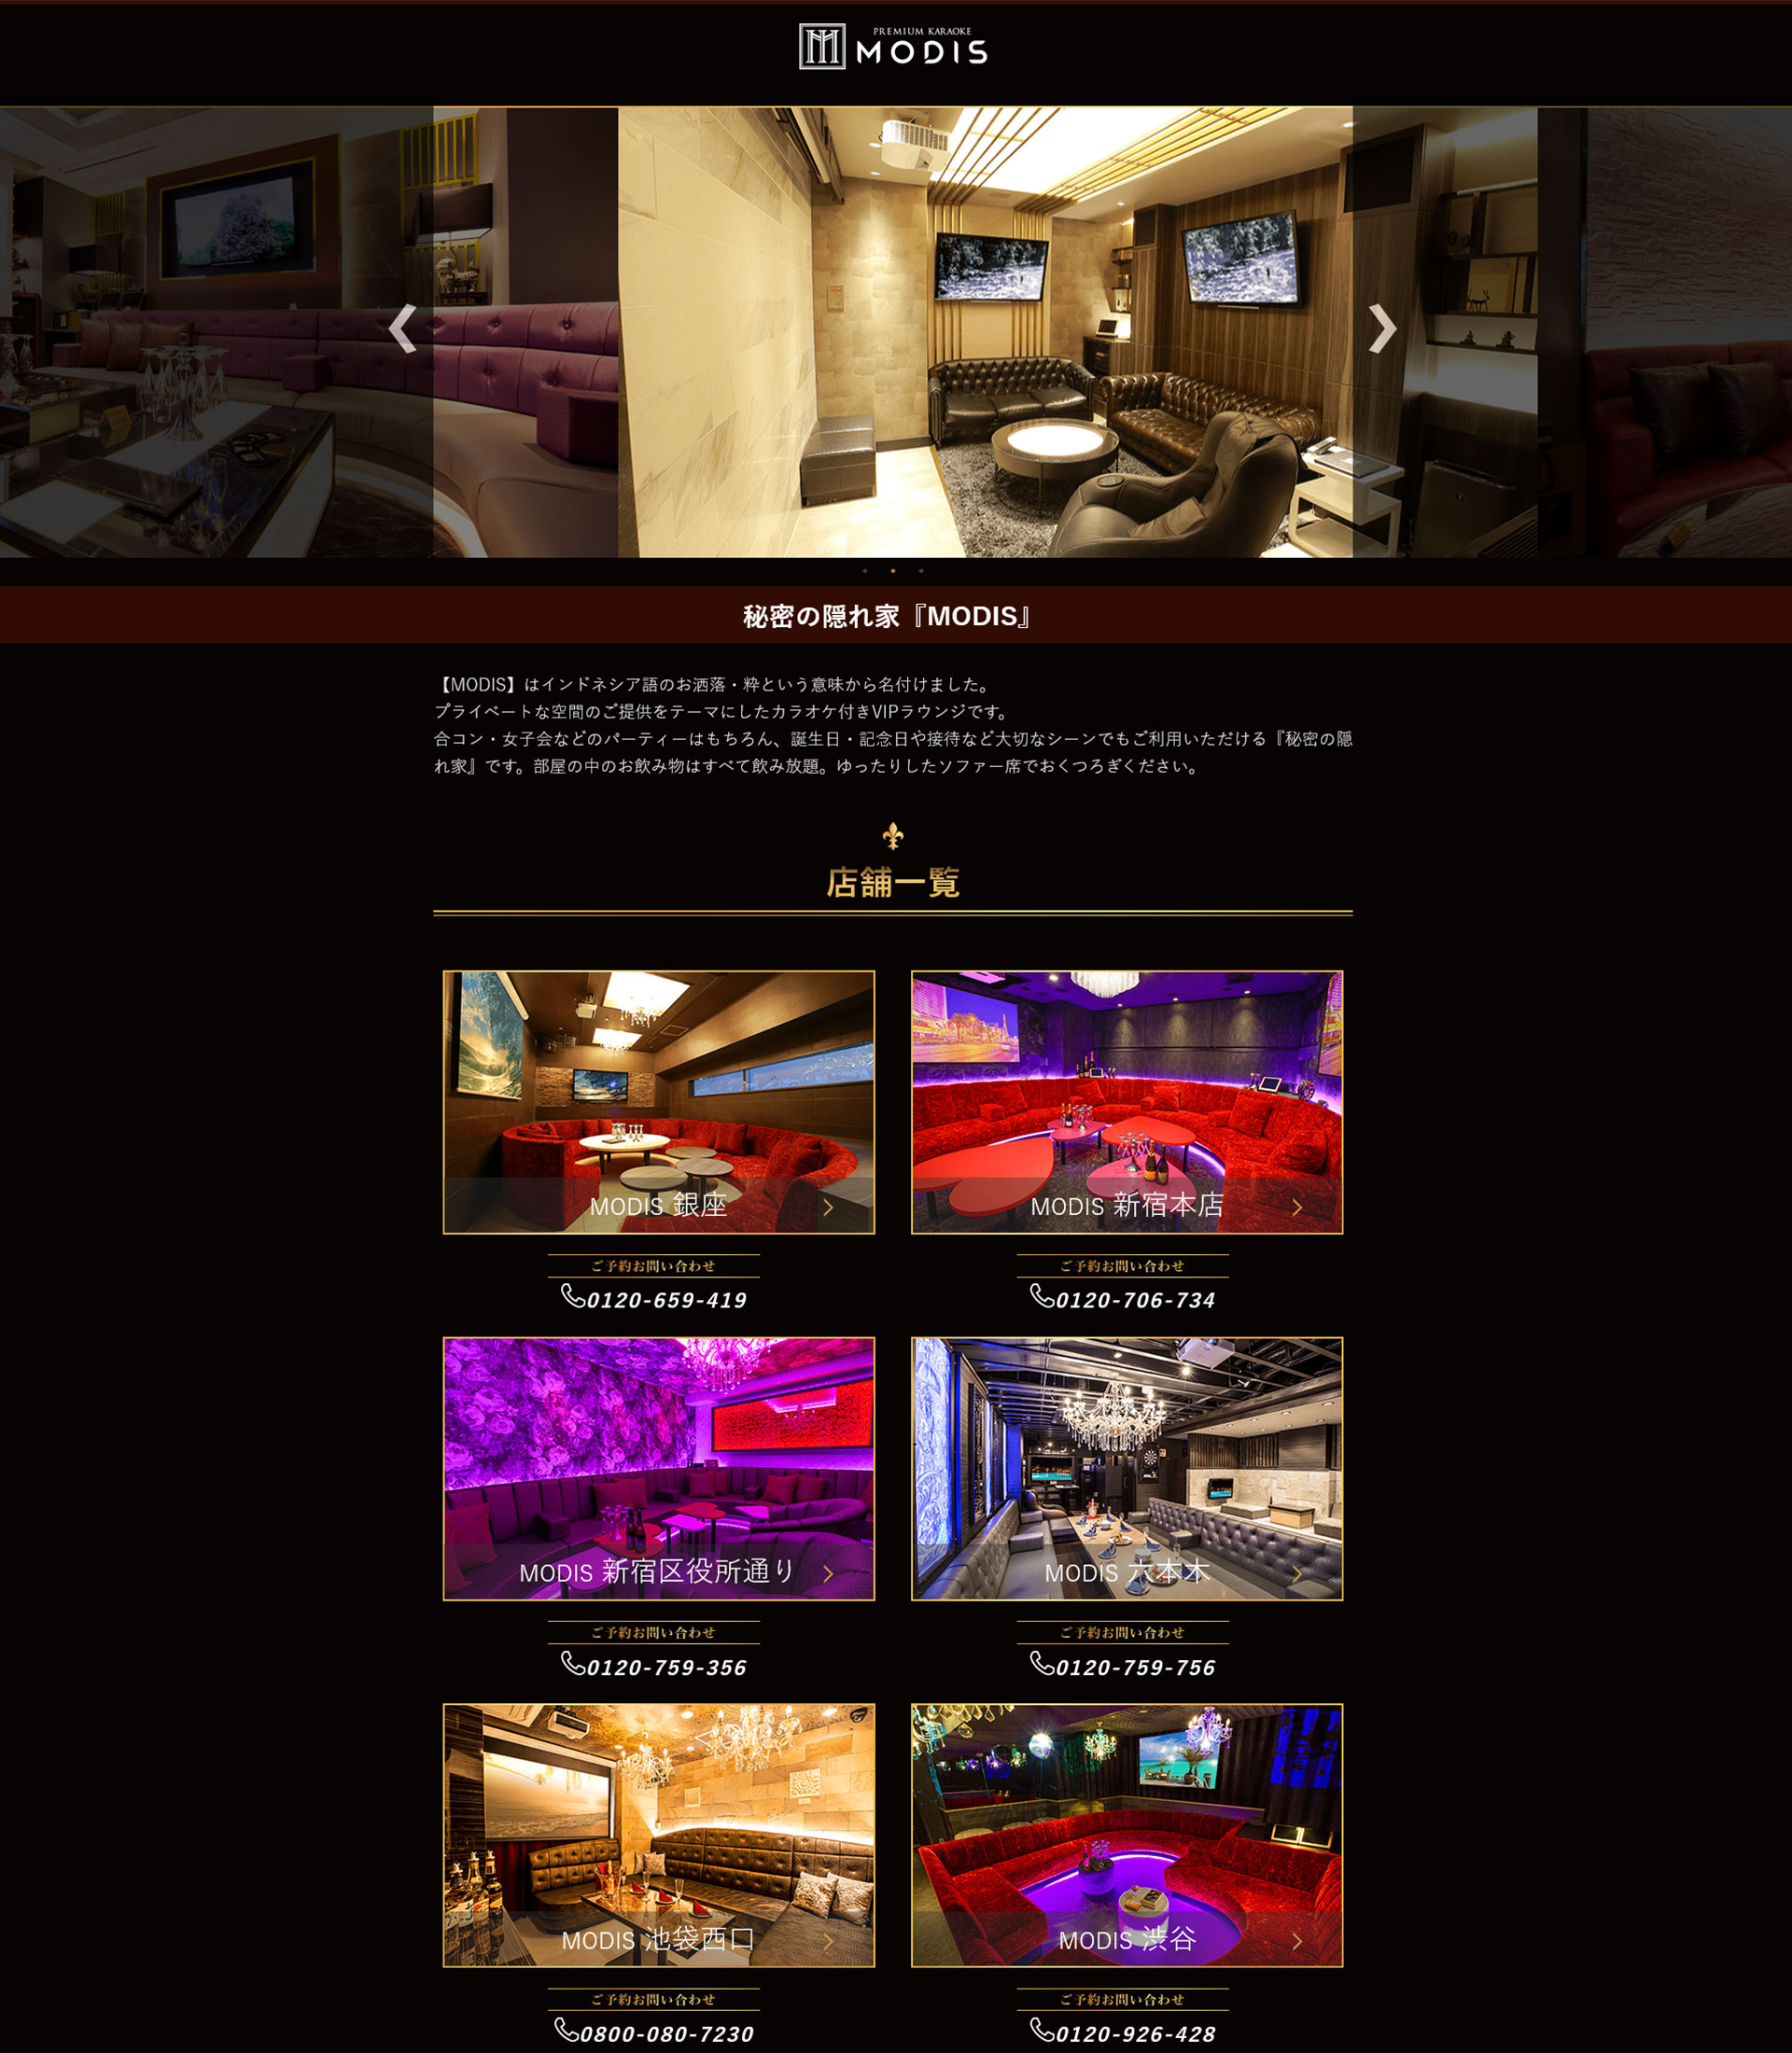 PREMIUM KARAOKE
MODIS
秘密の隠れ家『MODIS』
【MODIS】はインドネシア語のお洒落・粋という意味から名付けました。
プライベートな空間のご提供をテーマにしたカラオケ付きVIPラウンジです。
合コン・女子会などのパーティーはもちろん、誕生日・記念日や接待など大切なシーンでもご利用いただける『秘密の隠
れ家』です。部屋の中のお飲み物はすべて飲み放題。ゆったりしたソファー席でおくつろぎください。
店舗一覧
MODIS 銀座
MODIS 新宿本店
ご予約お問い合わせ
ご予約お問い合わせ
0120-659-419
0120-706-734
MODIS 新宿区役所通り
MODIS 六本木
ご予約お問い合わせ
ご予約お問い合わせ
0120-759-356
0120-759-756
MODIS 池袋西口
MODIS 渋谷
ご予約お問い合わせ
ご予約お問い合わせ
0800-080-7230
0120-926-428